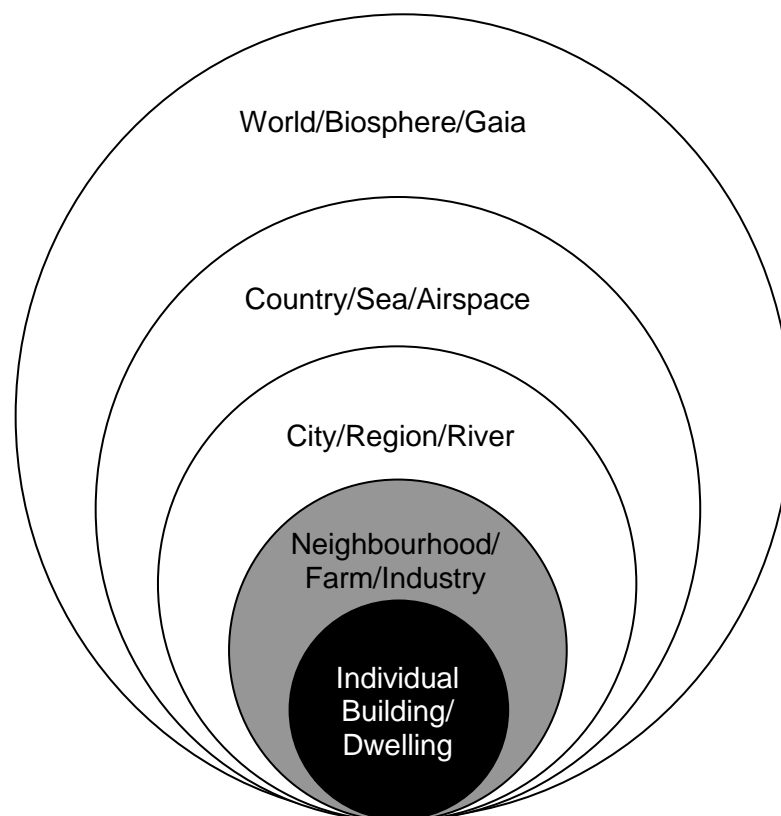 World/Biosphere/Gaia
Country/Sea/Airspace
City/Region/River
Neighbourhood/
Farm/Industry
Individual
Building/
Dwelling